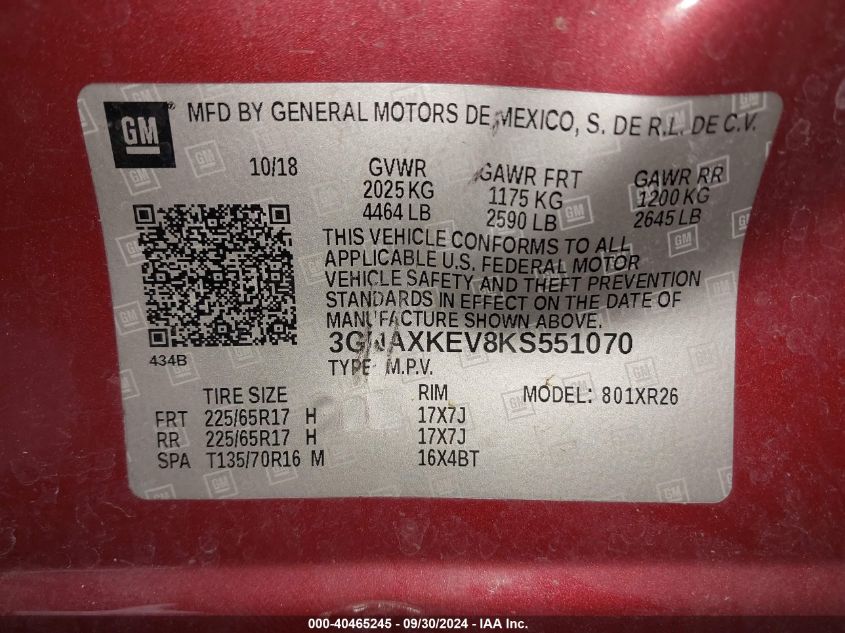 GM
MFD BY GENERAL MOTORS DE MEXICO, S. DE R.L. DE C.V.
10/18 GVWR GAWR FRT GAWR RR
2025 KG 1175 KG 1200 KG
4464 LB 2590 LB 2645 LB
THIS VEHICLE CONFORMS TO ALL
APPLICABLE U.S. FEDERAL MOTOR
VEHICLE SAFETY AND THEFT PREVENTION
STANDARDS IN EFFECT ON THE DATE OF
MANUFACTURE SHOWN ABOVE.
434B
3GNAXKEV8KS551070
TYPE: M.P.V.
TIRE SIZE RIM MODEL: 801XR26
FRT 225/65R17 H 17X7J
RR 225/65R17 H 17X7J
SPA T135/70R16 M 16X4BT
000-40465245 - 09/30/2024 - IAA Inc.